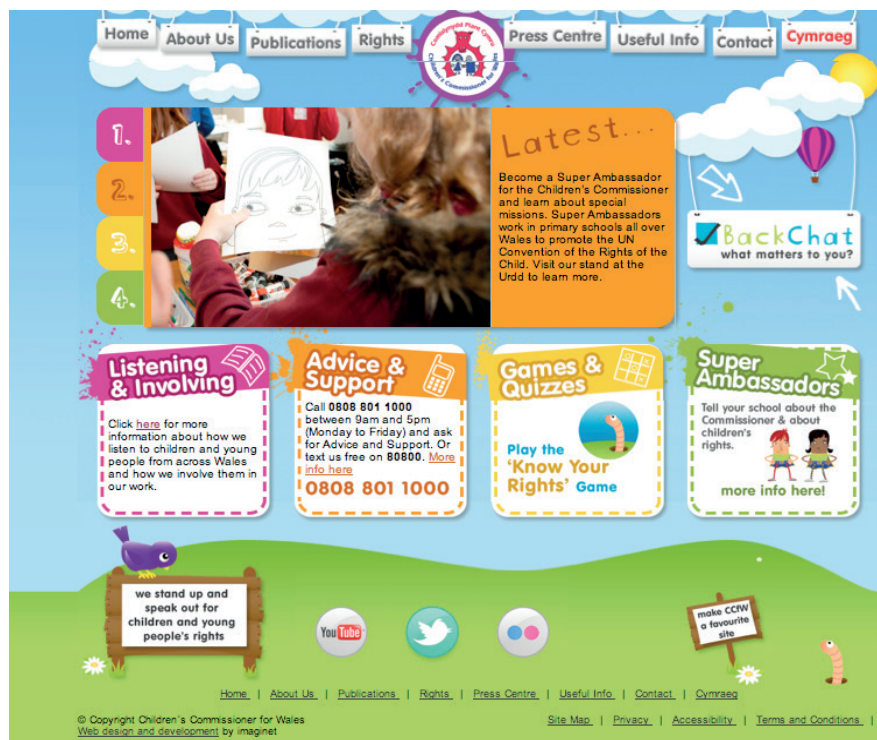 Home
About Us
Publications
Rights
Comisiynydd Plant Cymru
Children's Commissioner for Wales
Press Centre
Useful Info
Contact
Cymraeg
1.
2.
3.
4.
Latest...
Become a Super Ambassador
for the Children's Commissioner
and learn about special
missions. Super Ambassadors
work in primary schools all over
Wales to promote the UN
Convention of the Rights of the
Child. Visit our stand at the
Urdd to learn more.
BackChat
what matters to you?
Listening
& Involving
Click here for more
information about how we
listen to children and young
people from across Wales
and how we involve them in
our work.
Advice &
Support
Call 0808 801 1000
between 9am and 5pm
(Monday to Friday) and ask
for Advice and Support. Or
text us free on 80800. More
info here
0808 801 1000
Games &
Quizzes
Play the
'Know Your
Rights' Game
Super
Ambassadors
Tell your school about the
Commissioner & about
children's
rights.
more info here!
we stand up and
speak out for
children and young
people's rights
You Tube
make CCfW
a favourite
site
Home | About Us | Publications | Rights | Press Centre | Useful Info | Contact | Cymraeg
© Copyright Children's Commissioner for Wales
Web design and development by imaginet
Site Map | Privacy | Accessibility | Terms and Conditions |